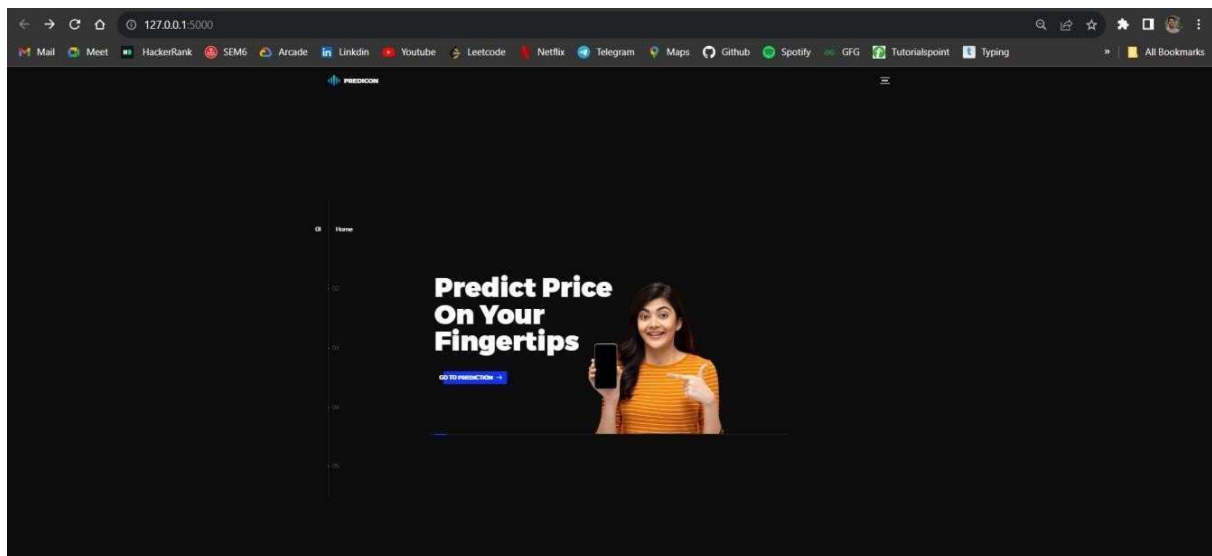 127.0.0.1:5000
Mail Meet HackerRank SEM6 Arcade Linkdin Youtube Leetcode Netflix Telegram Maps Github Spotify GFG Tutorialspoint Typing » All Bookmarks
PREDICON
01 Home
02
Predict Price
On Your
Fingertips
03
GO TO PREDICTION →
04
05